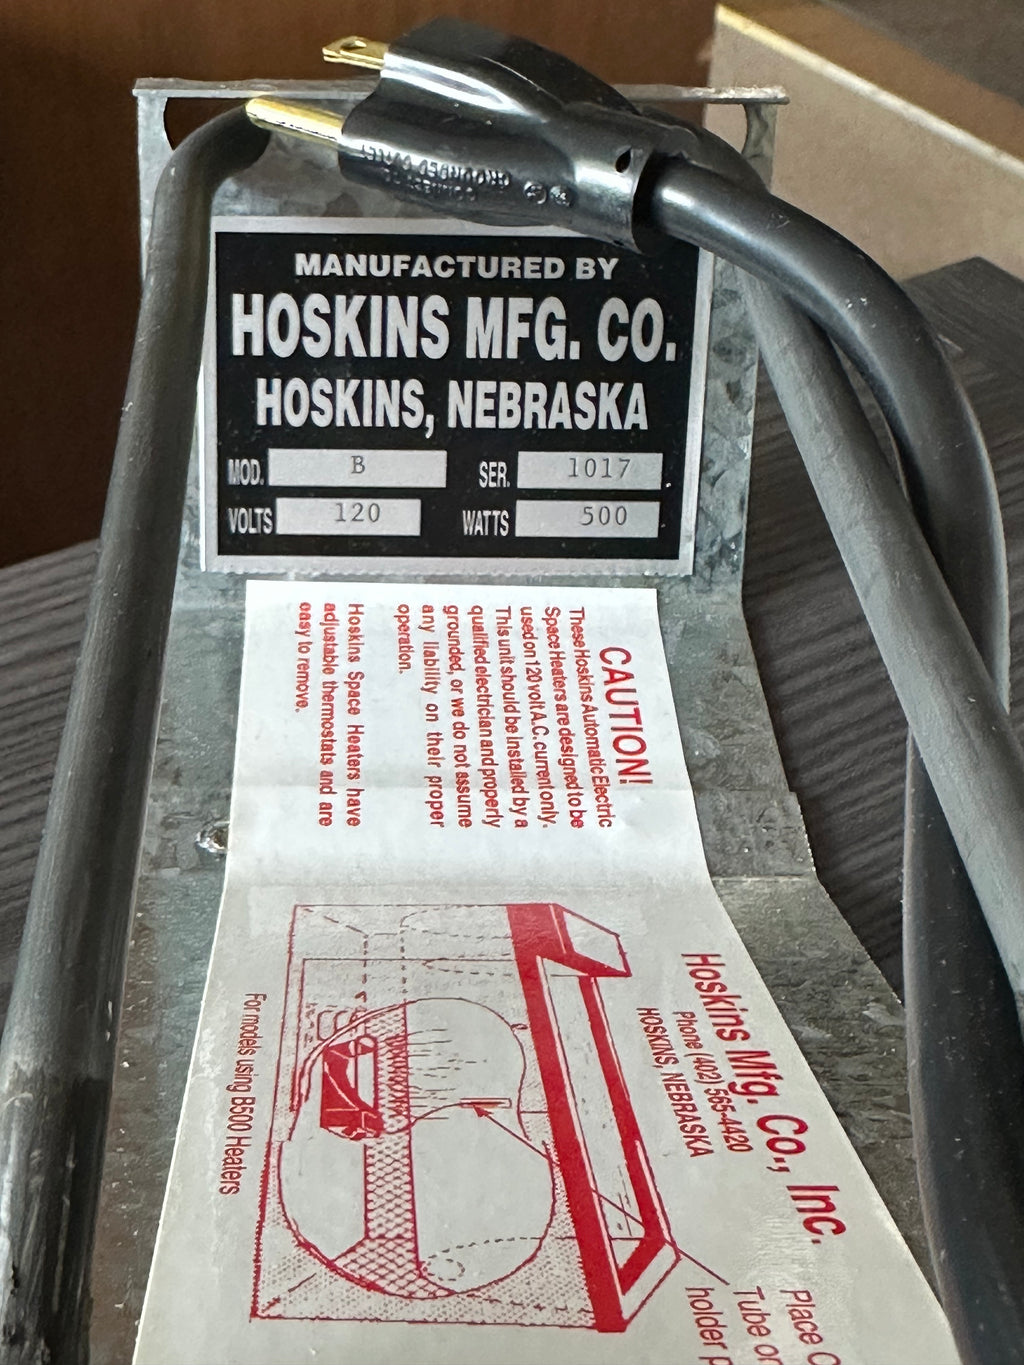 MANUFACTURED BY
HOSKINS MFG. CO.
HOSKINS, NEBRASKA
MOD. B SER. 1017
VOLTS 120 WATTS 500
CAUTION!
These Hoskins Automatic Electric
Space Heaters are designed to be
used on 120 volt A.C. current only.
This unit should be installed by a
qualified electrician and properly
grounded, or we do not assume
any liability on their proper
operation.
Hoskins Space Heaters have
adjustable thermostats and are
easy to remove.
Hoskins Mfg. Co., Inc.
Phone (402) 565-4420
HOSKINS, NEBRASKA
Place
Tube or
holder
For models using B500 Heaters